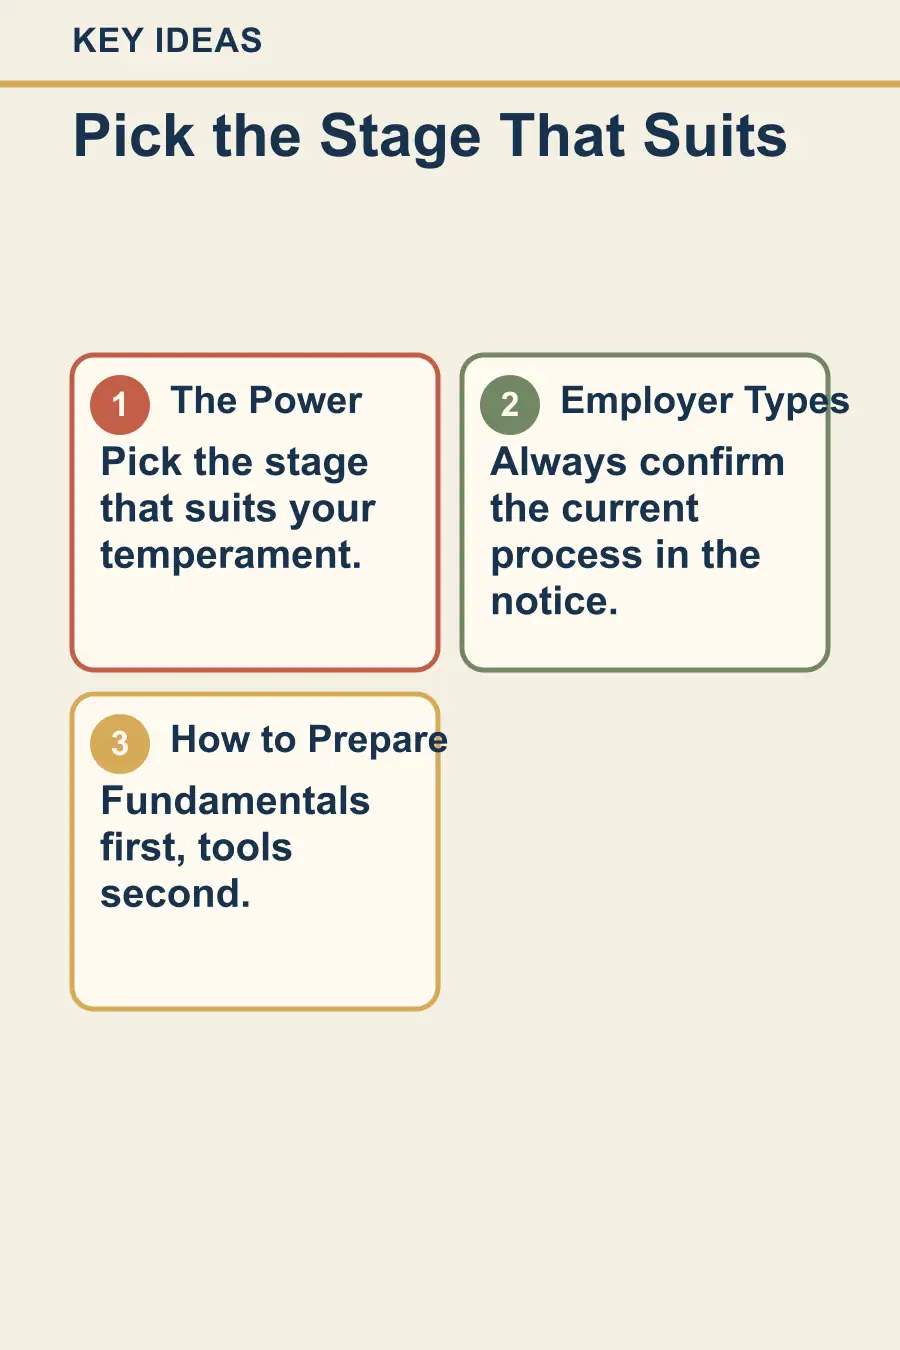 KEY IDEAS
Pick the Stage That Suits
1 The Power
Pick the stage
that suits your
temperament.
2 Employer Types
Always confirm
the current
process in the
notice.
3 How to Prepare
Fundamentals
first, tools
second.